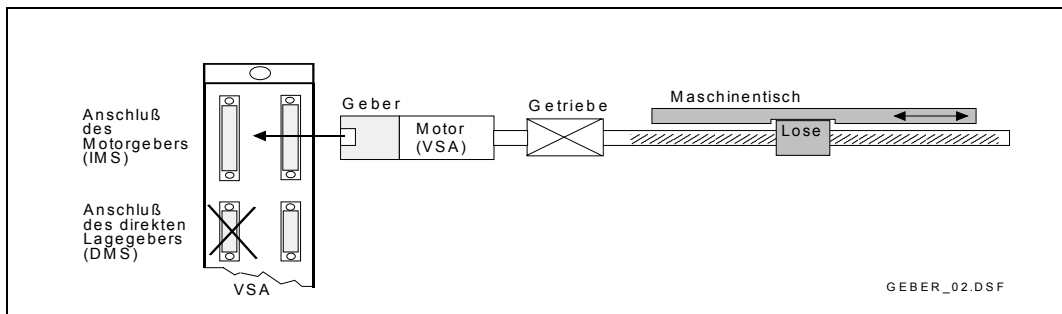 Anschluß
des
Motorgebers
(IMS)
Anschluß
des direkten
Lagegebers
(DMS)
VSA
Geber
Motor
(VSA)
Getriebe
Maschinentisch
Lose
GEBER_02.DSF